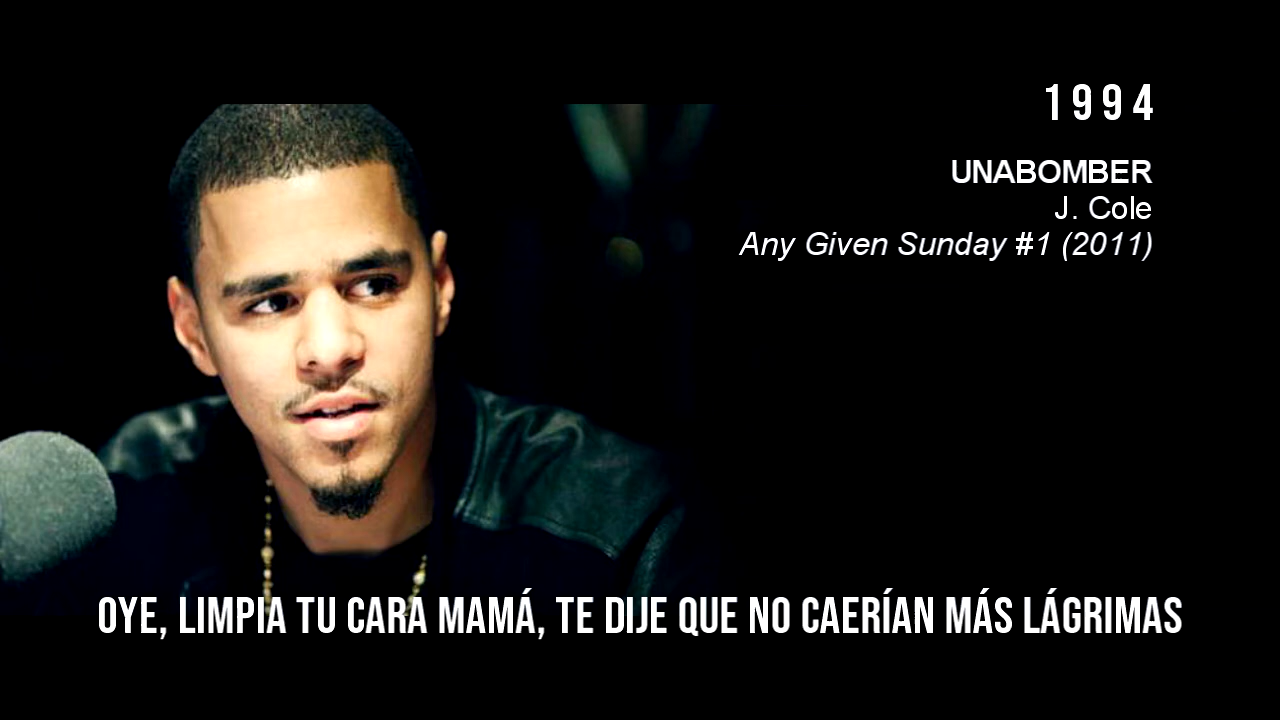 1994
UNABOMBER
J. Cole
Any Given Sunday #1 (2011)
OYE, LIMPIA TU CARA MAMÁ, TE DIJE QUE NO CAERÍAN MÁS LÁGRIMAS